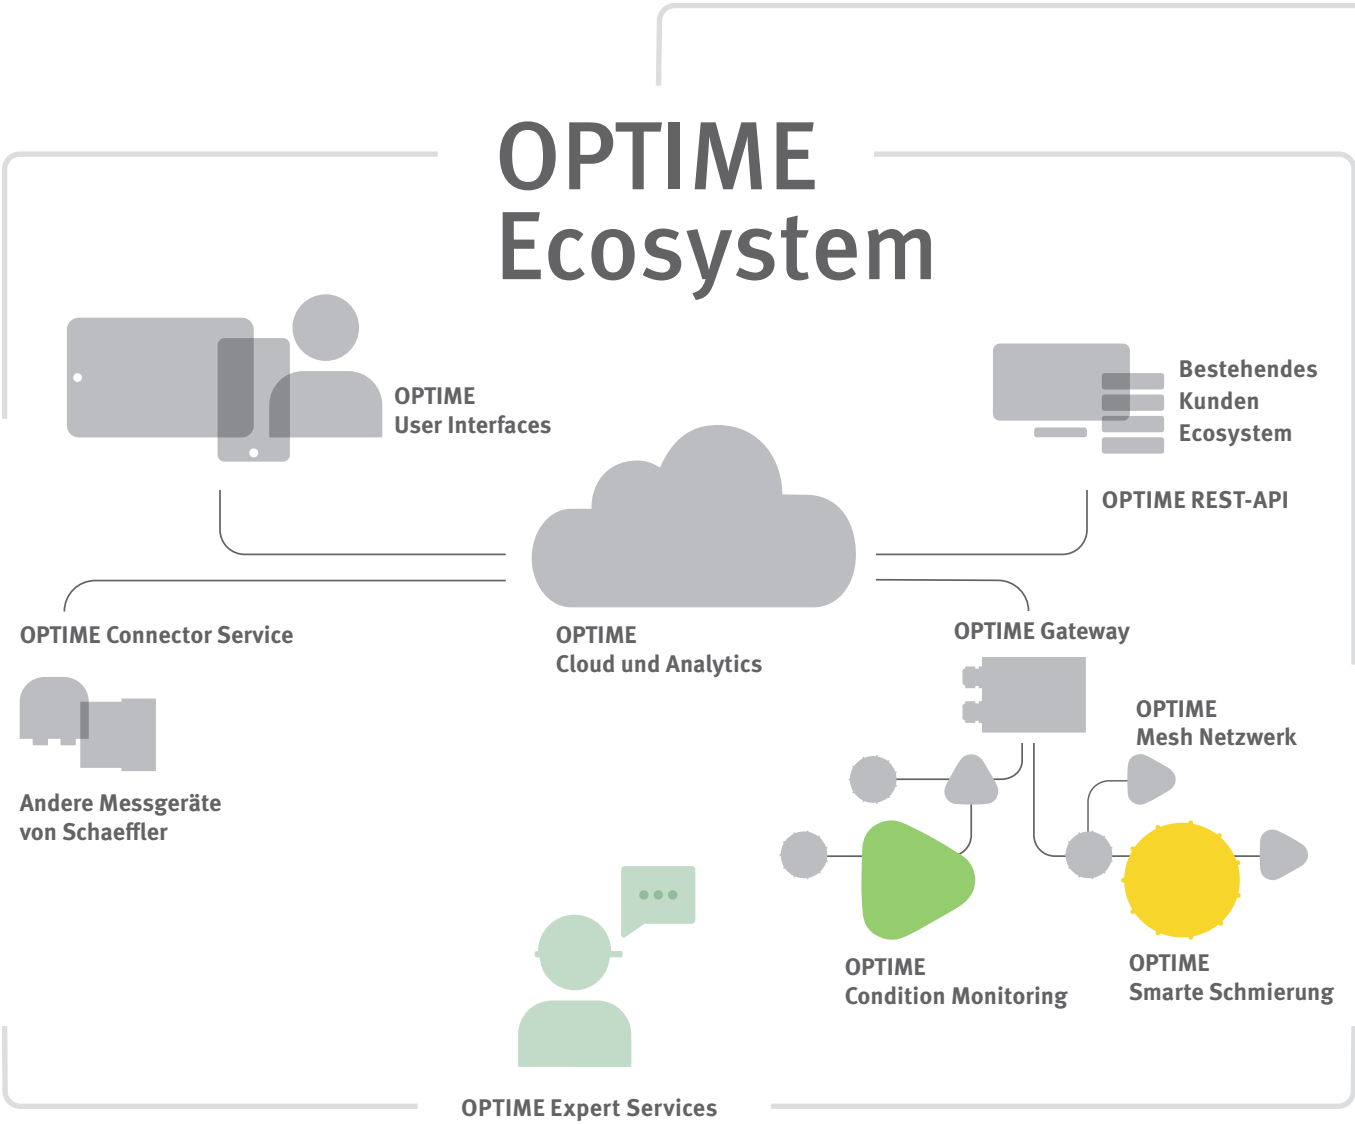 OPTIME
Ecosystem
OPTIME
User Interfaces
Bestehendes
Kunden
Ecosystem
OPTIME REST-API
OPTIME Connector Service
OPTIME
Cloud und Analytics
OPTIME Gateway
OPTIME
Mesh Netzwerk
Andere Messgeräte
von Schaeffler
OPTIME
Condition Monitoring
OPTIME
Smarte Schmierung
OPTIME Expert Services